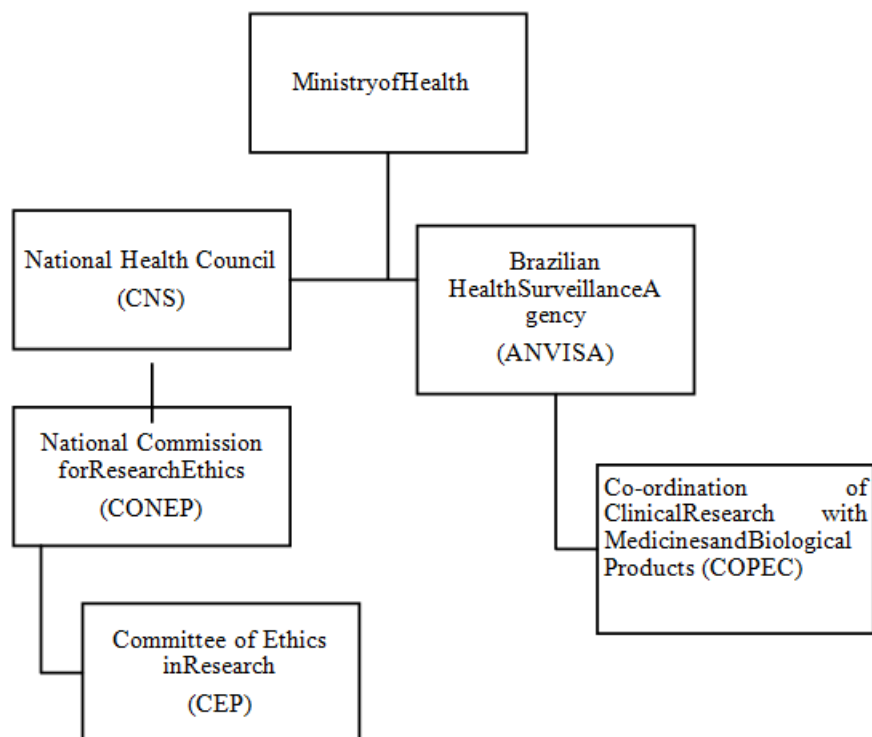 MinistryofHealth
National Health Council
(CNS)
Brazilian
HealthSurveillanceA
gency
(ANVISA)
National Commission
forResearchEthics
(CONEP)
Co-ordination of
ClinicalResearch with
MedicinesandBiological
Products (COPEC)
Committee of Ethics
inResearch
(CEP)